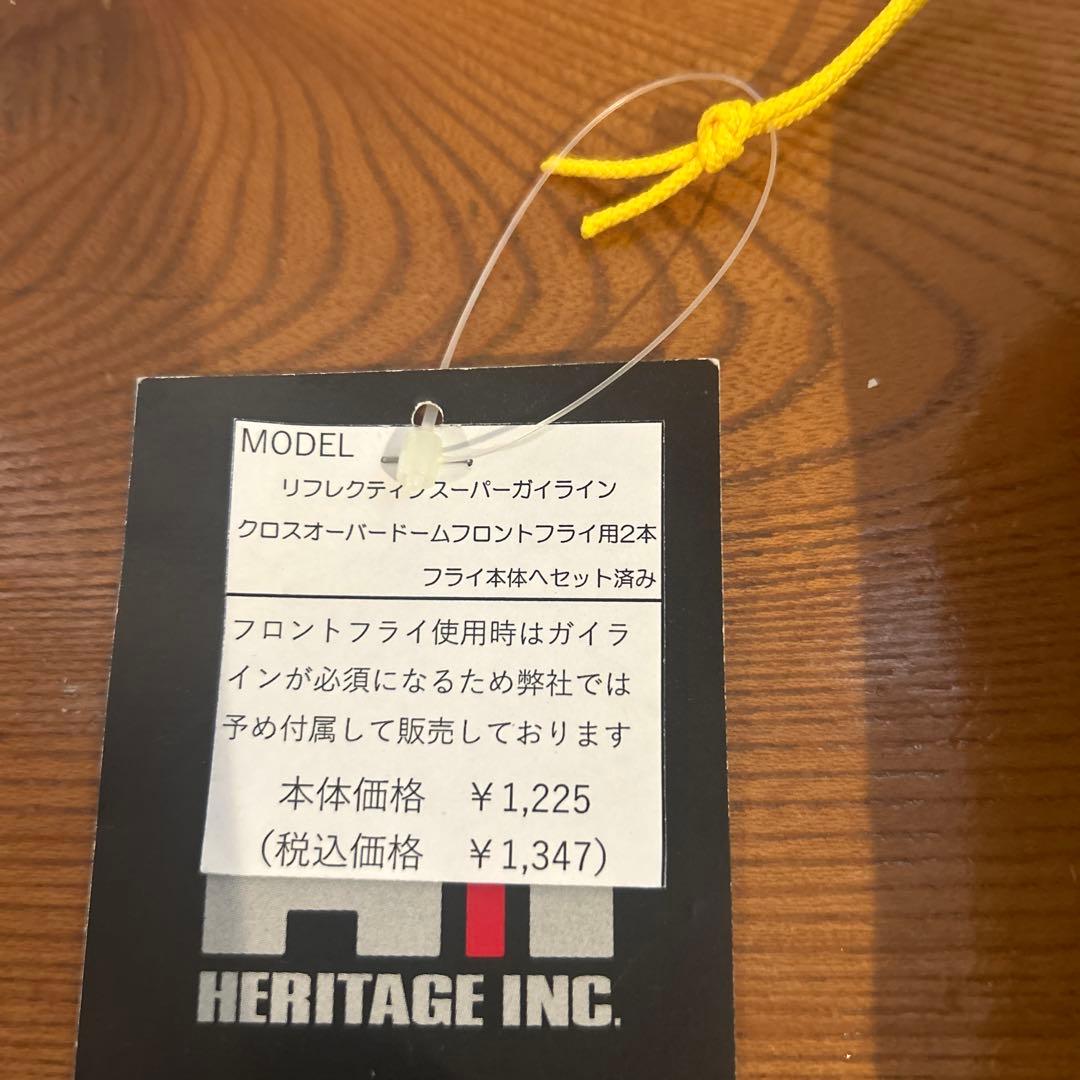 MODEL
リフレクティブスーパーガイライン
クロスオーバードームフロントフライ用2本
フライ本体へセット済み
フロントフライ使用時はガイラ
インが必須になるため弊社では
予め付属して販売しております
本体価格 ￥1,225
（税込価格 ￥1,347）
HERITAGE INC.